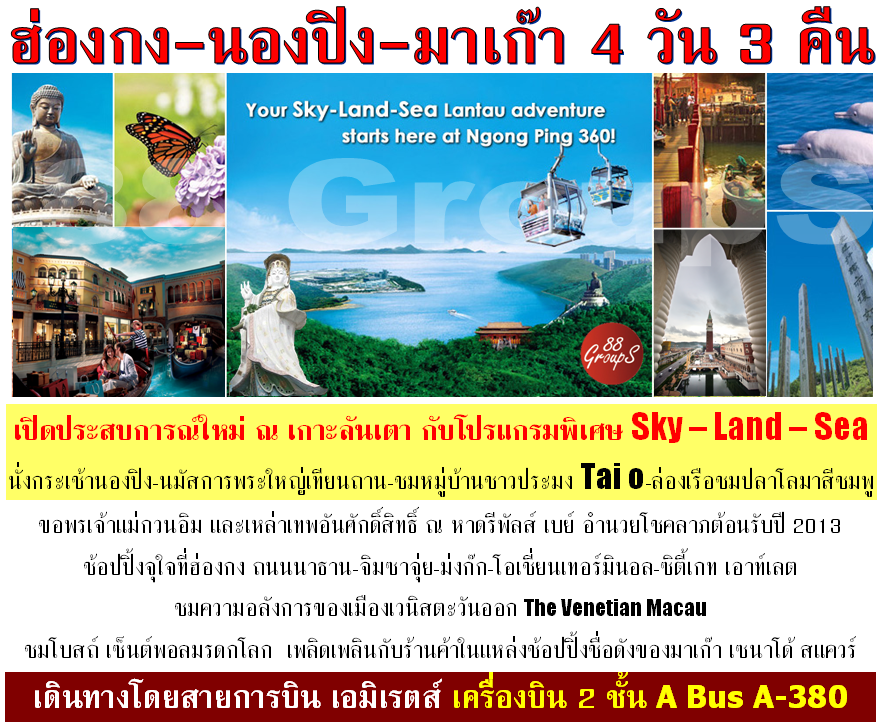 ฮ่องกง-นองปิง-มาเก๊า 4 วัน 3 คืน
Your Sky-Land-Sea Lantau adventure
starts here at Ngong Ping 360!
88 Groups
88
GroupS
เปิดประสบการณ์ใหม่ ณ เกาะลันเตา กับโปรแกรมพิเศษ Sky – Land – Sea
นั่งกระเช้านองปิง-นมัสการพระใหญ่เทียนถาน-ชมหมู่บ้านชาวประมง Tai o-ล่องเรือชมปลาโลมาสีชมพู
ขอพรเจ้าแม่กวนอิม และเหล่าเทพอันศักดิ์สิทธิ์ ณ หาดรีพัลส์ เบย์ อำนวยโชคลาภต้อนรับปี 2013
ช้อปปิ้งจุใจที่ฮ่องกง ถนนนาธาน-จิมซาจุ่ย-ม่งก๊ก-โอเชี่ยนเทอร์มินอล-ซิตี้เกท เอาท์เลต
ชมความอลังการของเมืองเวนิสตะวันออก The Venetian Macau
ชมโบสถ์ เซ็นต์พอลมรดกโลก เพลิดเพลินกับร้านค้าในแหล่งช้อปปิ้งชื่อดังของมาเก๊า เซนาโด้ สแควร์
เดินทางโดยสายการบิน เอมิเรตส์ เครื่องบิน 2 ชั้น A Bus A-380